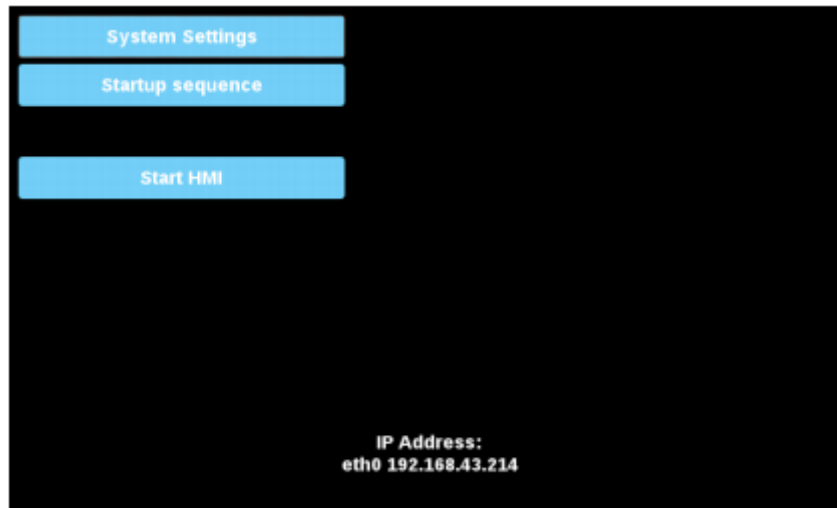 System Settings
Startup sequence
Start HMI
IP Address:
eth0 192.168.43.214